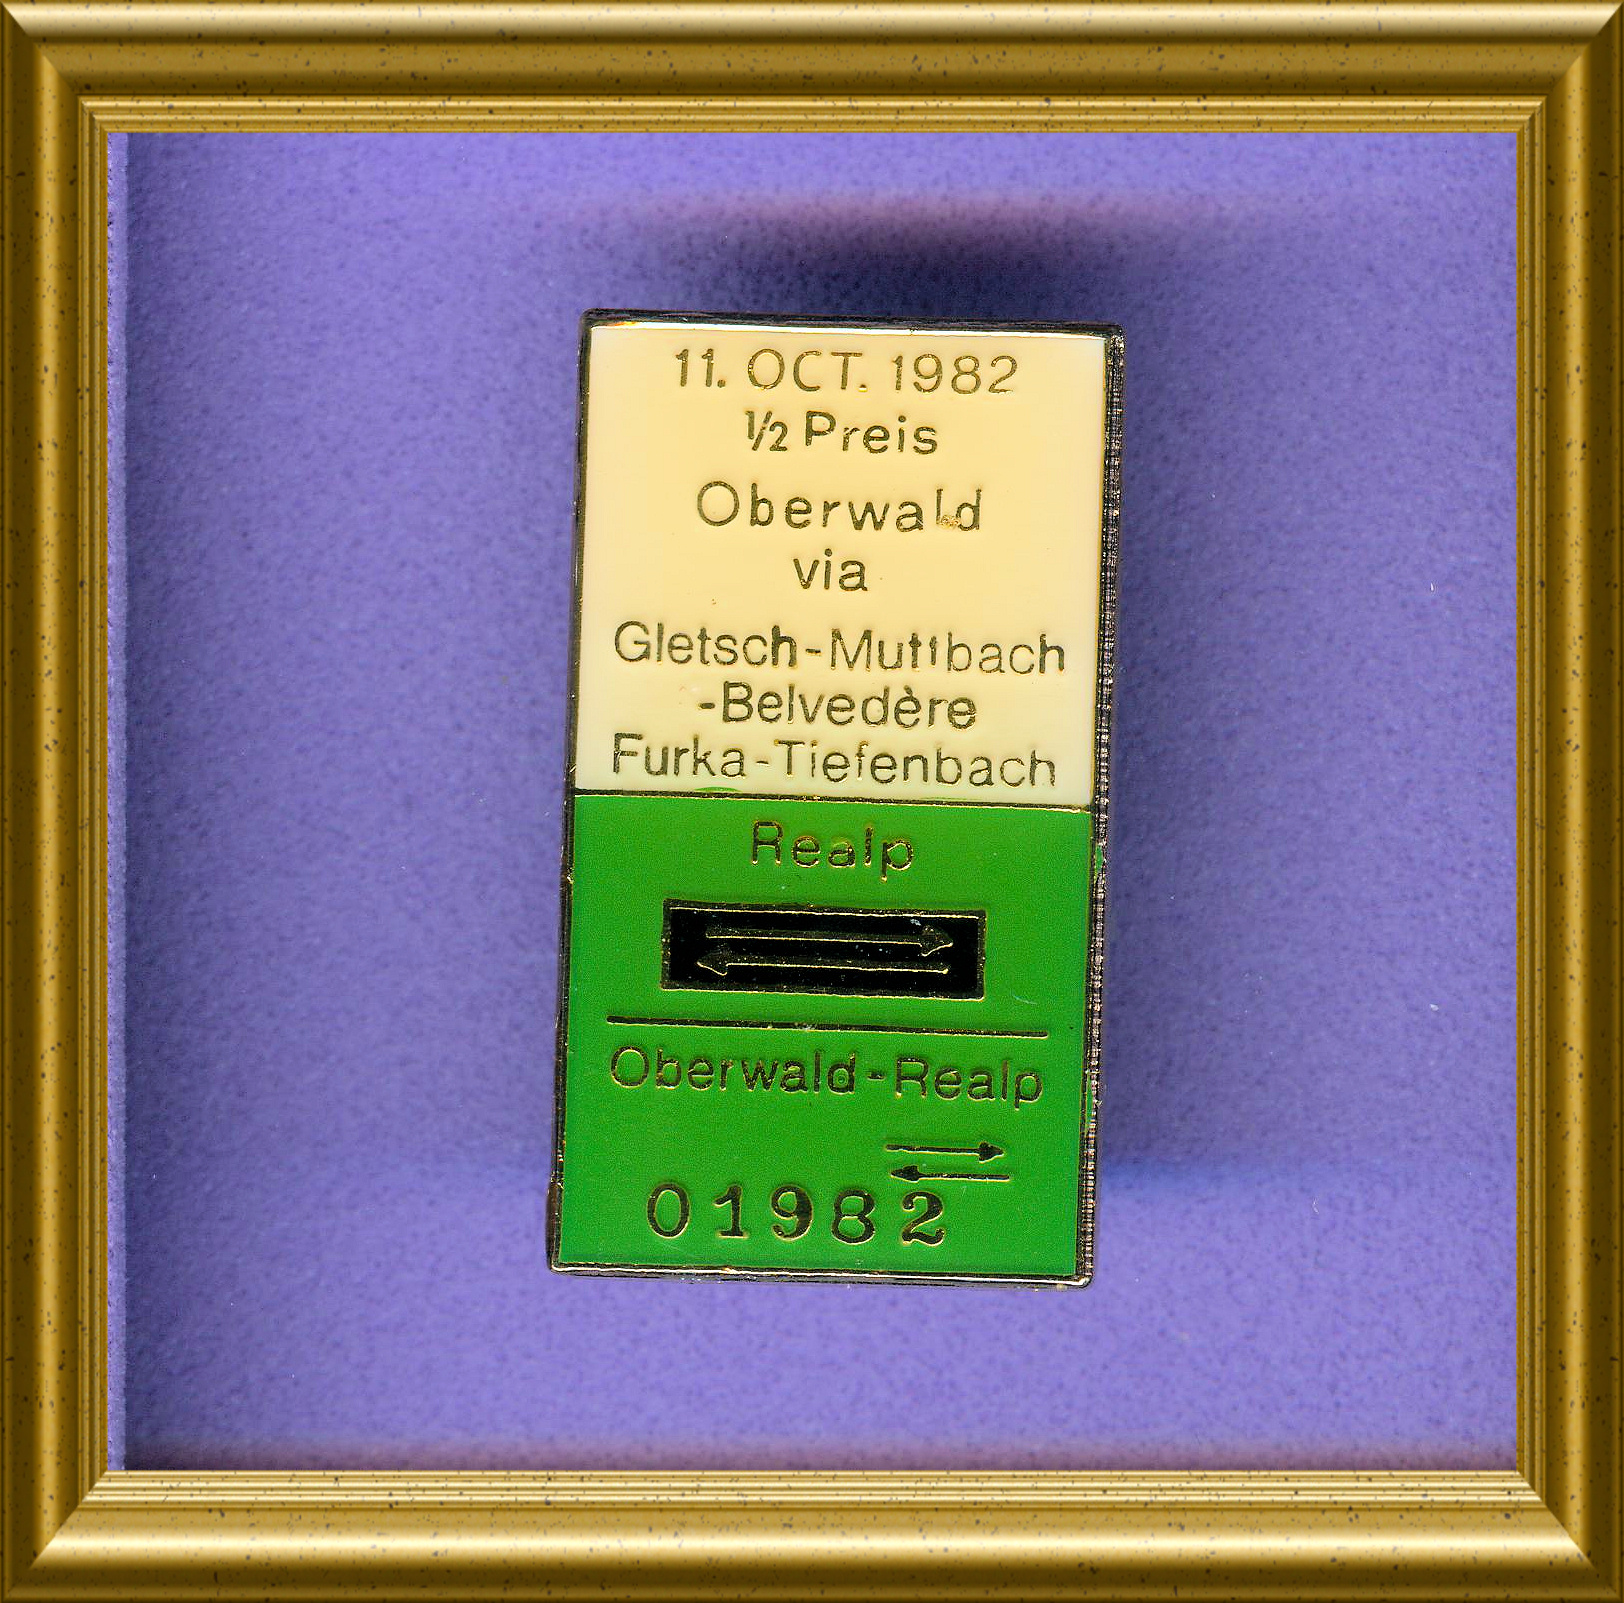 11. OCT. 1982
½ Preis
Oberwald
via
Gletsch-Muttbach
-Belvedère
Furka-Tiefenbach
Realp
Oberwald-Realp
01982